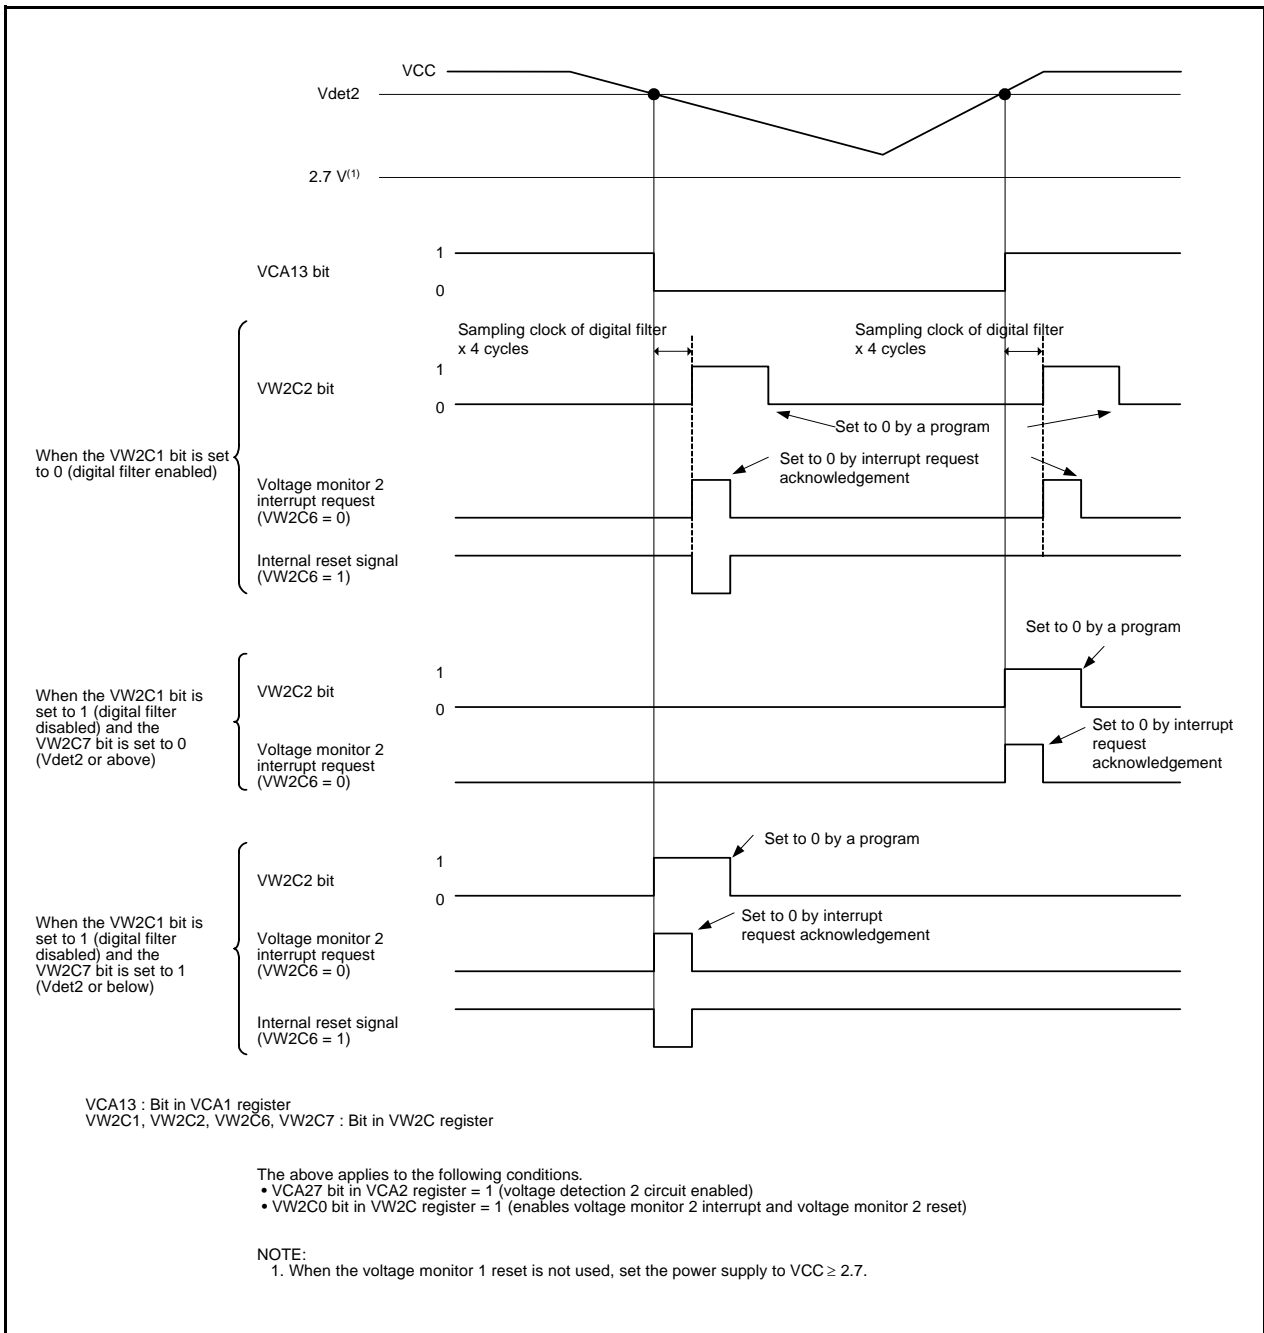 VCC
Vdet2
2.7 V(1)
VCA13 bit
1
0
Sampling clock of digital filter
x 4 cycles
Sampling clock of digital filter
x 4 cycles
When the VW2C1 bit is set
to 0 (digital filter enabled)
VW2C2 bit
1
0
Set to 0 by a program
Voltage monitor 2
interrupt request
(VW2C6 = 0)
Set to 0 by interrupt request
acknowledgement
Internal reset signal
(VW2C6 = 1)
When the VW2C1 bit is
set to 1 (digital filter
disabled) and the
VW2C7 bit is set to 0
(Vdet2 or above)
VW2C2 bit
1
0
Set to 0 by a program
Voltage monitor 2
interrupt request
(VW2C6 = 0)
Set to 0 by interrupt
request
acknowledgement
When the VW2C1 bit is
set to 1 (digital filter
disabled) and the
VW2C7 bit is set to 1
(Vdet2 or below)
VW2C2 bit
1
0
Set to 0 by a program
Voltage monitor 2
interrupt request
(VW2C6 = 0)
Set to 0 by interrupt
request acknowledgement
Internal reset signal
(VW2C6 = 1)
VCA13 : Bit in VCA1 register
VW2C1, VW2C2, VW2C6, VW2C7 : Bit in VW2C register
The above applies to the following conditions.
• VCA27 bit in VCA2 register = 1 (voltage detection 2 circuit enabled)
• VW2C0 bit in VW2C register = 1 (enables voltage monitor 2 interrupt and voltage monitor 2 reset)
NOTE:
1. When the voltage monitor 1 reset is not used, set the power supply to VCC ≥ 2.7.